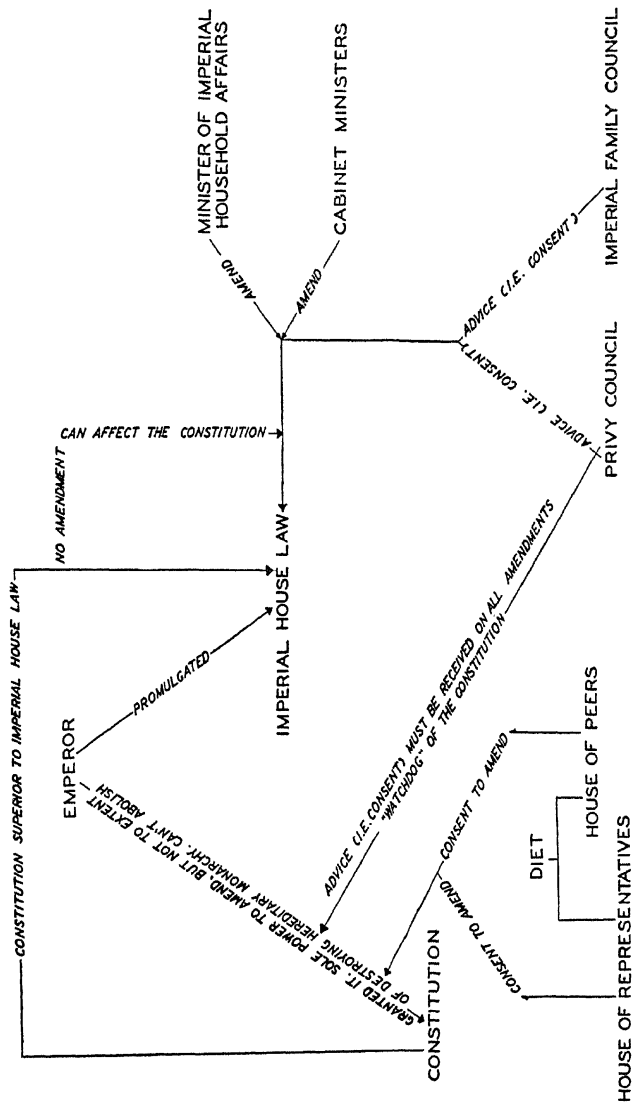 CONSTITUTION SUPERIOR TO IMPERIAL HOUSE LAW
NO AMENDMENT
CAN AFFECT THE CONSTITUTION
EMPEROR
PROMULGATED
GRANTED IT. SOLE POWER TO AMEND, BUT NOT TO EXTENT
OF DESTROYING HEREDITARY MONARCHY. CAN'T ABOLISH
IMPERIAL HOUSE LAW
AMEND
MINISTER OF IMPERIAL
HOUSEHOLD AFFAIRS
AMEND
CABINET MINISTERS
CONSTITUTION
ADVICE (I.E. CONSENT) MUST BE RECEIVED ON ALL AMENDMENTS
"WATCHDOG" OF THE CONSTITUTION
ADVICE (I.E. CONSENT)
ADVICE (I.E. CONSENT)
CONSENT TO AMEND
CONSENT TO AMEND
DIET
HOUSE OF REPRESENTATIVES
HOUSE OF PEERS
PRIVY COUNCIL
IMPERIAL FAMILY COUNCIL